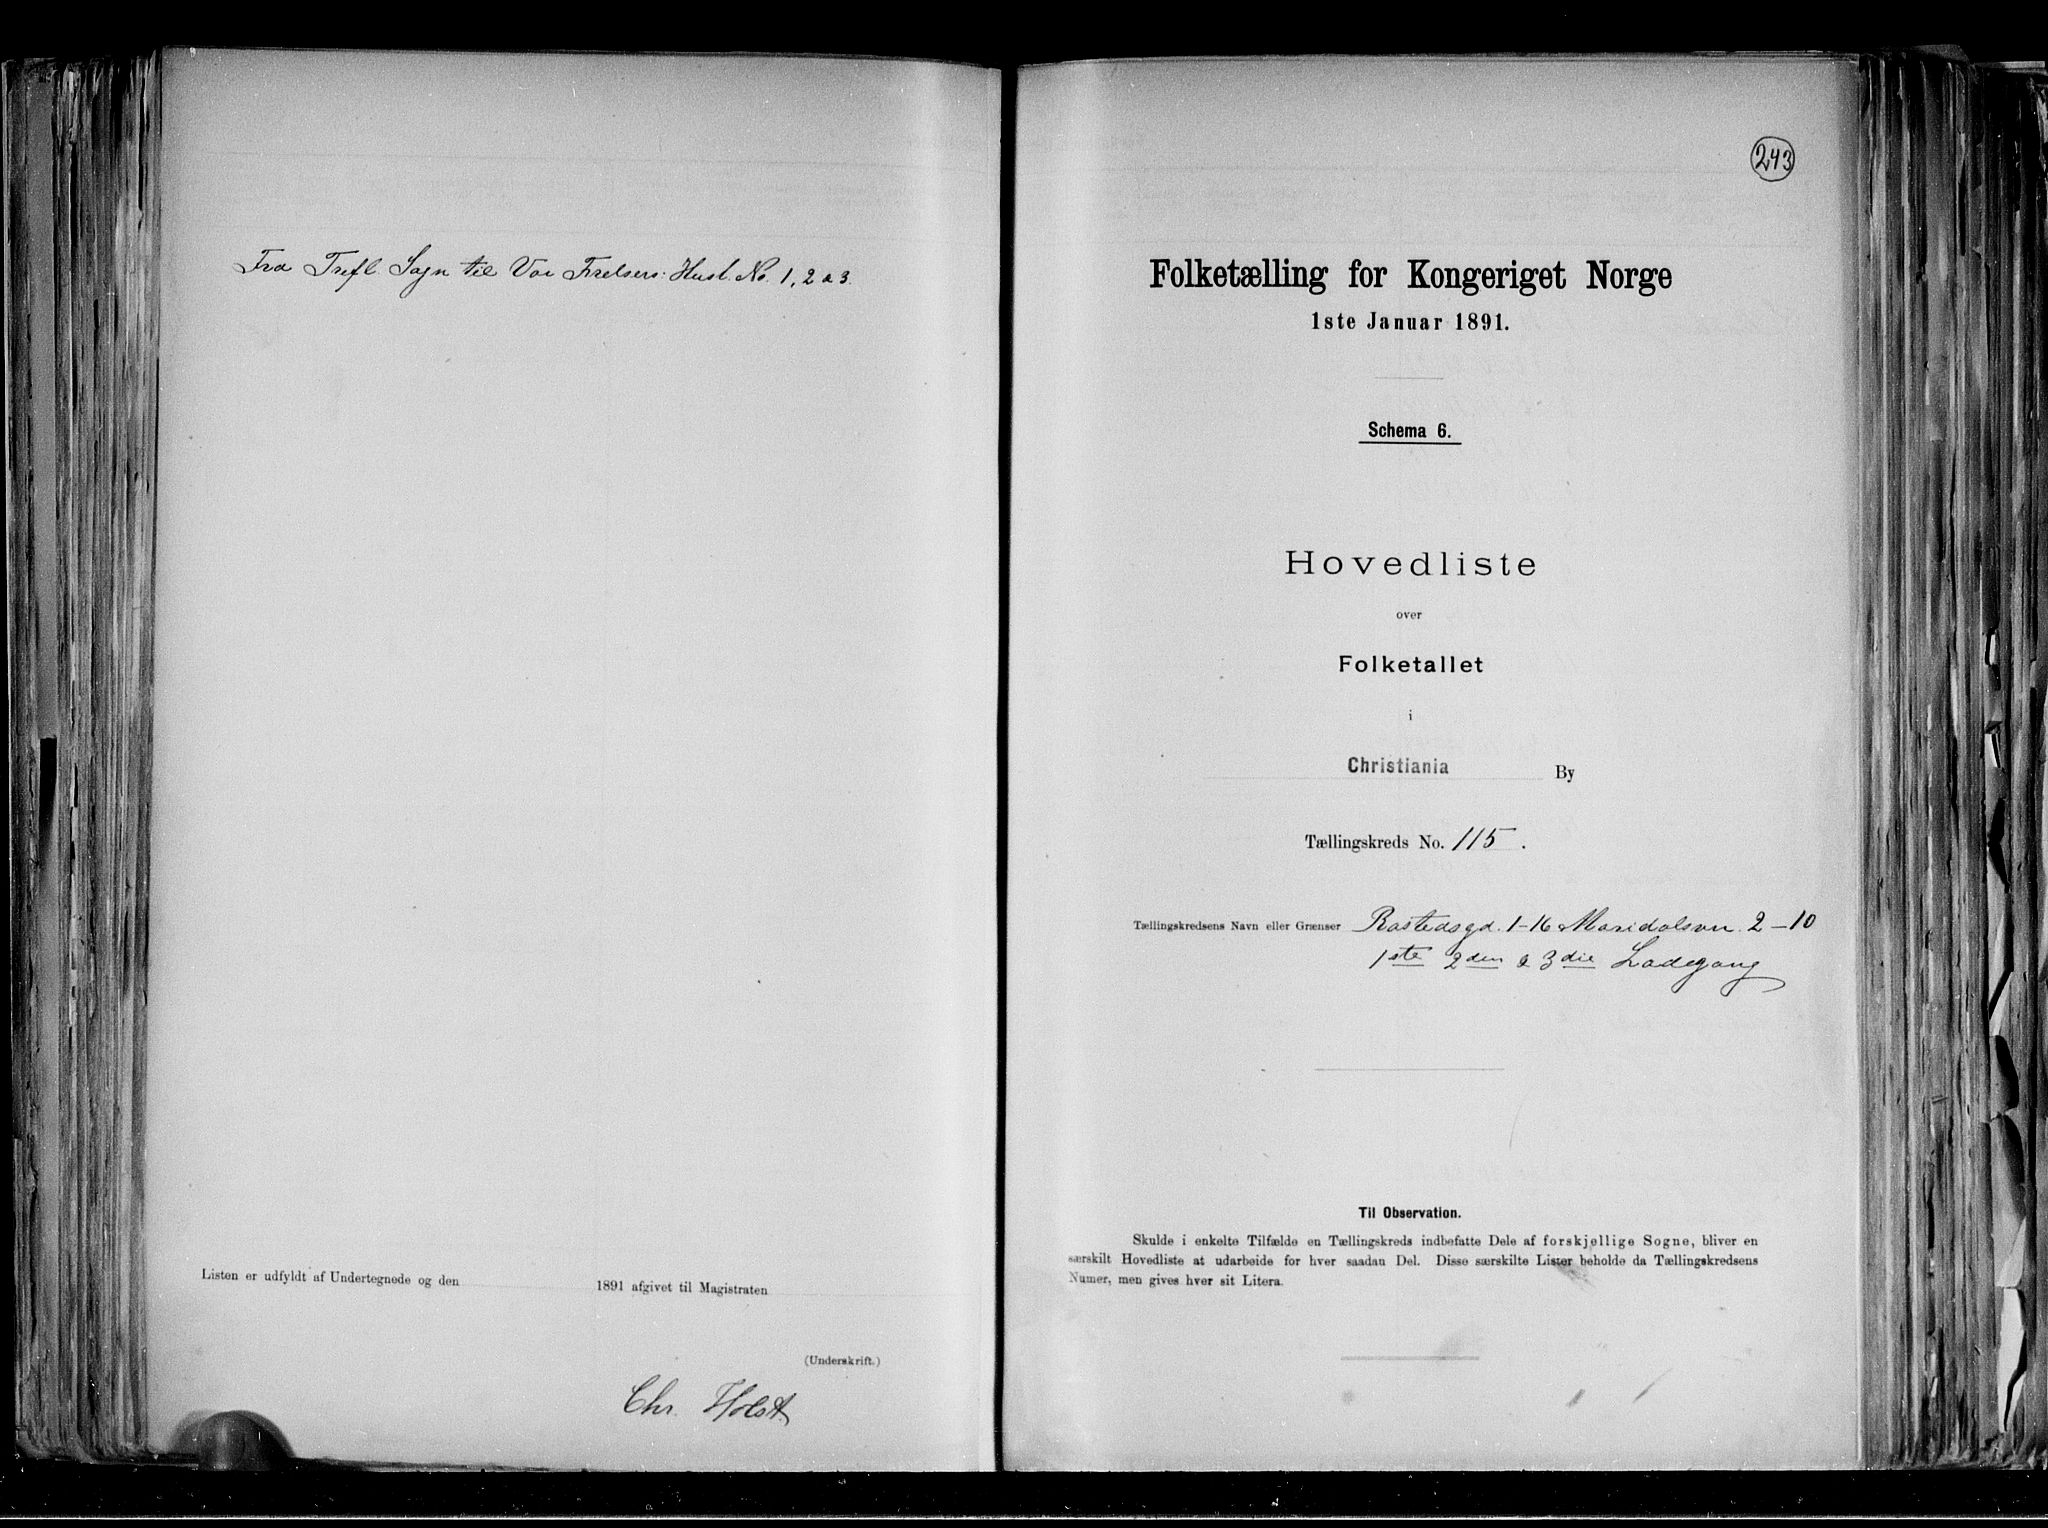 Fra Trefl. Sogn til Vor Frelsers: Husl. No. 1, 2 a 3.
Listen er udfyldt af Undertegnede og den 1891 afgivet til Magistraten
(Underskrift.)
Chr. Holst
243
Folketælling for Kongeriget Norge
1ste Januar 1891.
Schema 6.
Hovedliste
over
Folketallet
i
Christiania By
Tællingskreds No. 115.
Tællingskredsens Navn eller Grænser Rostedsgd. 1-16 Maridalsvn. 2-10
1ste 2den & 3die Ladegang
Til Observation.
Skulde i enkelte Tilfælde en Tællingskreds indbefatte Dele af forskjellige Sogne, bliver en
særskilt Hovedliste at udarbeide for hver saadan Del. Disse særskilte Lister beholde da Tællingskredsens
Numer, men gives hver sit Litera.